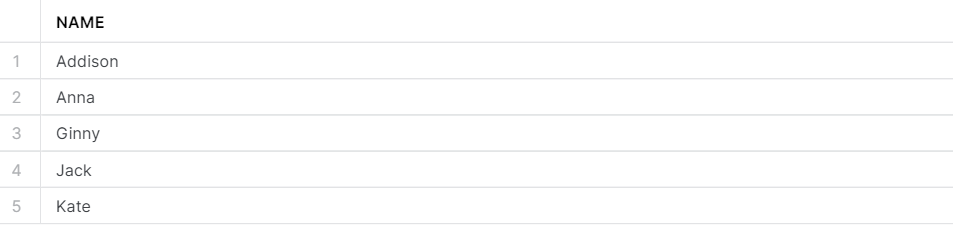 NAME
1 Addison
2 Anna
3 Ginny
4 Jack
5 Kate